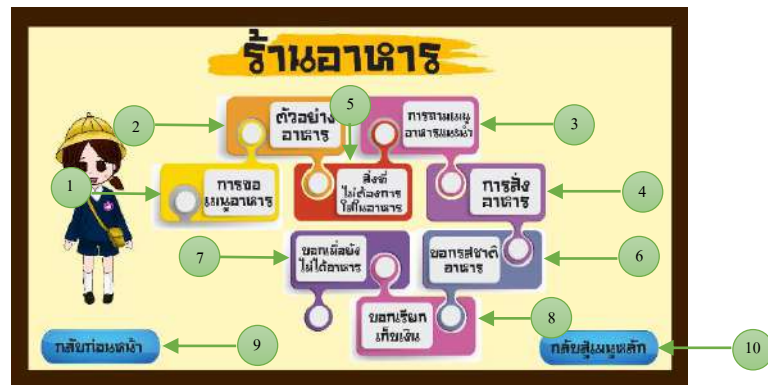 ร้านอาหาร
2
ตัวอย่าง
อาหาร
5
การถามเมนู
อาหารแนะนำ
3
1
การขอ
เมนูอาหาร
สิ่งที่
ไม่ต้องการ
ใส่ในอาหาร
การสั่ง
อาหาร
4
7
บอกเมื่อยัง
ไม่ได้อาหาร
บอกรสชาติ
อาหาร
6
บอกเรียก
เก็บเงิน
8
กลับก่อนหน้า
9
กลับสู่เมนูหลัก
10